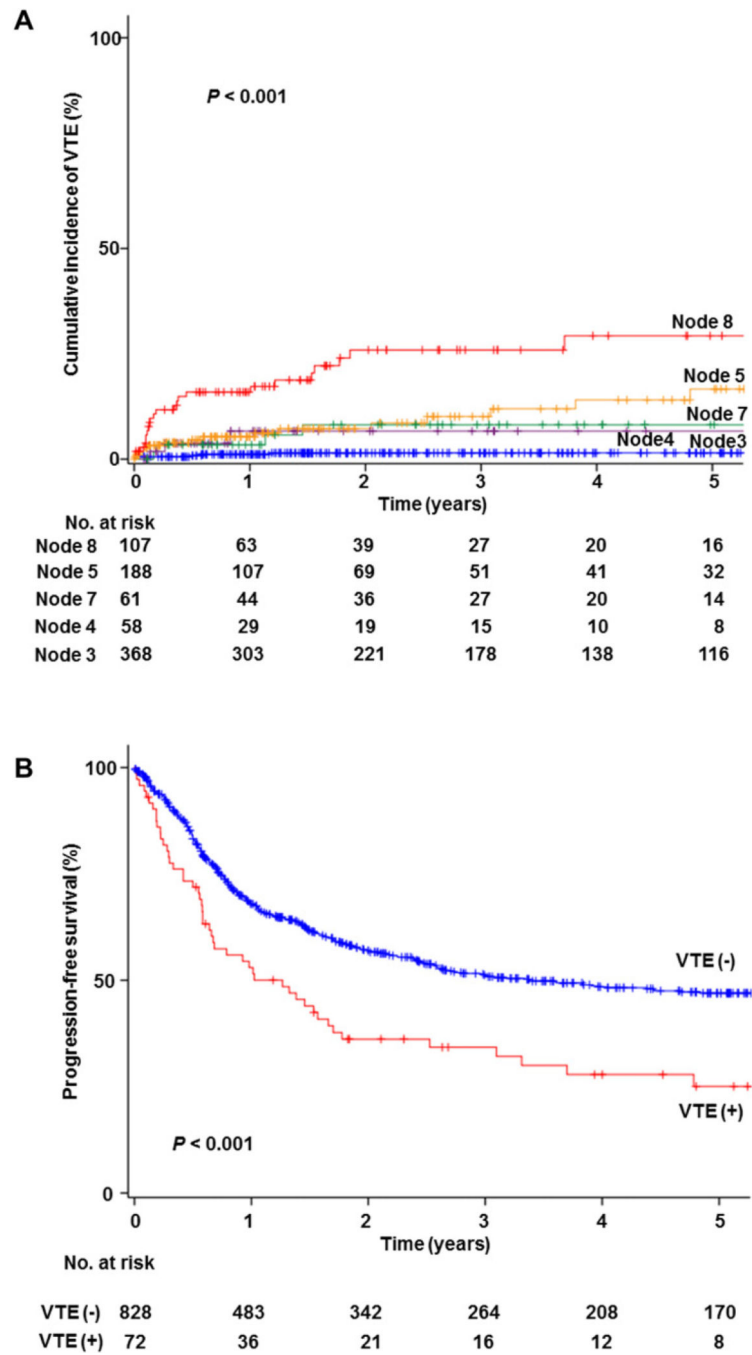 A
100
P < 0.001
Cumulative incidence of VTE (%)
50
0
Node 8
Node 5
Node 7
Node4 Node3
0 1 2 3 4 5
Time (years)
No. at risk
Node 8 107 63 39 27 20 16
Node 5 188 107 69 51 41 32
Node 7 61 44 36 27 20 14
Node 4 58 29 19 15 10 8
Node 3 368 303 221 178 138 116
B
100
Progression-free survival (%)
50
0
VTE (-)
VTE (+)
P < 0.001
0 1 2 3 4 5
Time (years)
No. at risk
VTE (-) 828 483 342 264 208 170
VTE (+) 72 36 21 16 12 8